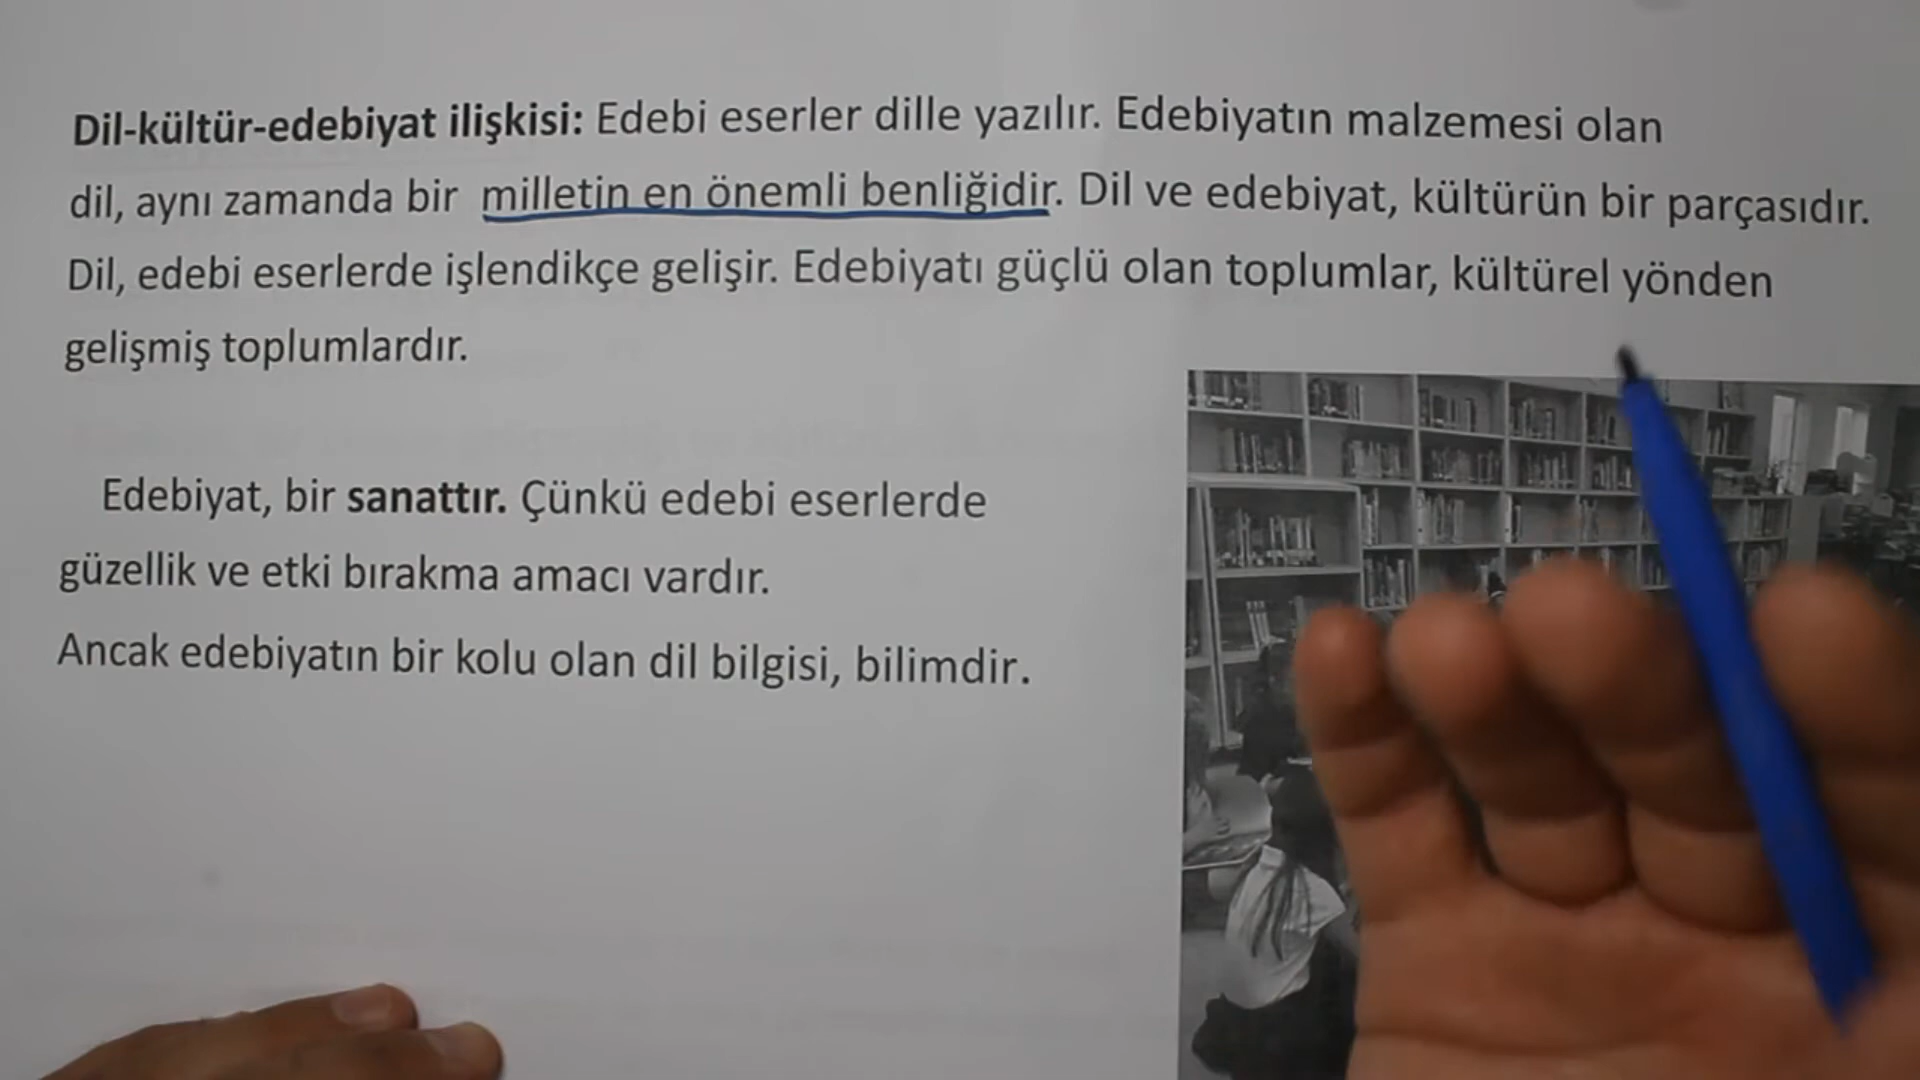 Dil-kültür-edebiyat ilişkisi: Edebi eserler dille yazılır. Edebiyatın malzemesi olan
dil, aynı zamanda bir milletin en önemli benliğidir. Dil ve edebiyat, kültürün bir parçasıdır.
Dil, edebi eserlerde işlendikçe gelişir. Edebiyatı güçlü olan toplumlar, kültürel yönden
gelişmiş toplumlardır.
Edebiyat, bir sanattır. Çünkü edebi eserlerde
güzellik ve etki bırakma amacı vardır.
Ancak edebiyatın bir kolu olan dil bilgisi, bilimdir.